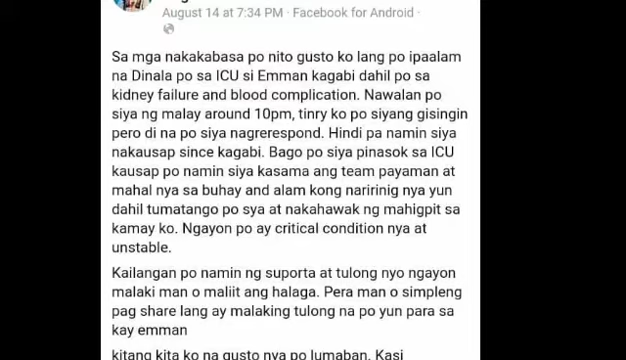 August 14 at 7:34 PM · Facebook for Android ·
Sa mga nakakabasa po nito gusto ko lang po ipaalam
na Dinala po sa ICU si Emman kagabi dahil po sa
kidney failure and blood complication. Nawalan po
siya ng malay around 10pm, tinry ko po siyang gisingin
pero di na po siya nagrerespond. Hindi pa namin siya
nakausap since kagabi. Bago po siya pinasok sa ICU
kausap po namin siya kasama ang team payaman at
mahal nya sa buhay and alam kong naririnig nya yun
dahil tumatango po sya at nakahawak ng mahigpit sa
kamay ko. Ngayon po ay critical condition nya at
unstable.
Kailangan po namin ng suporta at tulong nyo ngayon
malaki man o maliit ang halaga. Pera man o simpleng
pag share lang ay malaking tulong na po yun para sa
kay emman
kitang kita ko na gusto nya po lumaban. Kasi